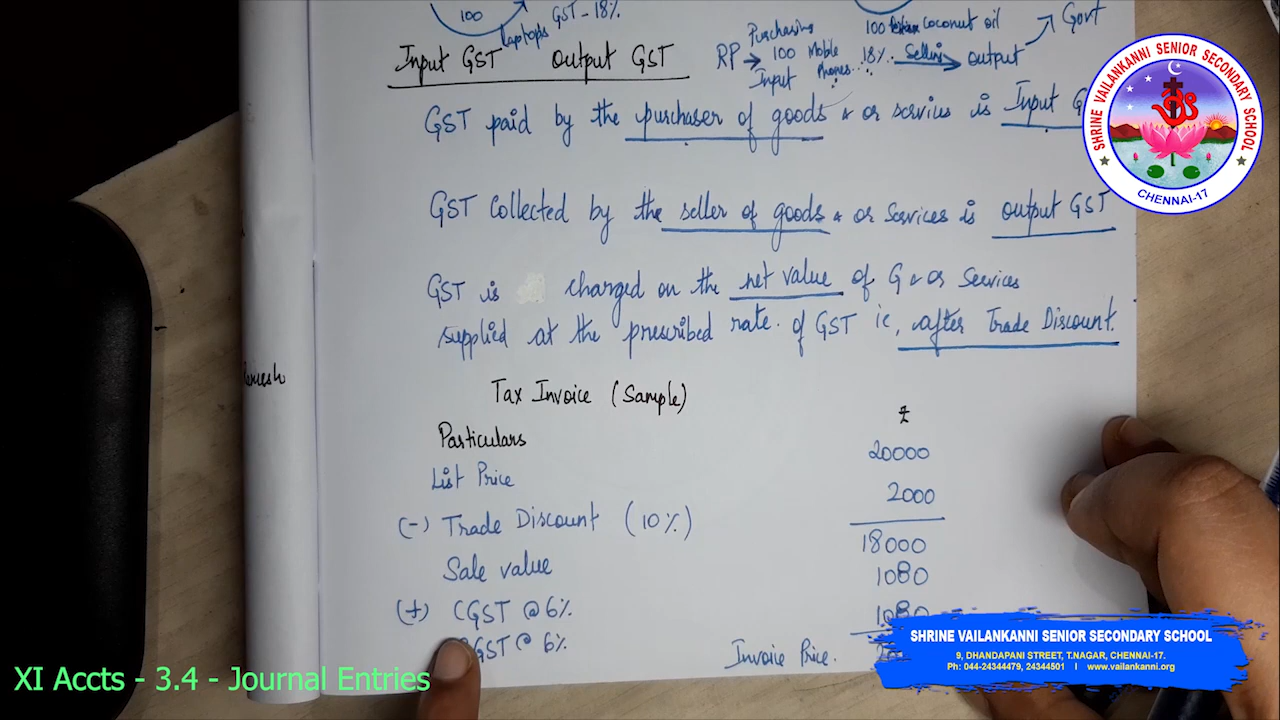 100
Laptops GST - 18%
Input GST Output GST
RP → Purchasing 100 Mobile Phones Input
100 coconut oil
18% Selling → output → Govt
GST paid by the purchaser of goods & or services is Input G
GST collected by the seller of goods & or Services is output GST
GST is charged on the net value of G & or Services
supplied at the prescribed rate of GST ie, after Trade Discount.
Ramesh
Tax Invoice (Sample)
Particulars ₹
List Price 20000
(-) Trade Discount (10%) 2000
Sale value 18000
(+) CGST @ 6% 1080
GST @ 6% 1080
Invoice Price.
SHRINE VAILANKANNI SENIOR SECONDARY SCHOOL
CHENNAI-17
SHRINE VAILANKANNI SENIOR SECONDARY SCHOOL
9, DHANDAPANI STREET, T.NAGAR, CHENNAI-17.
Ph: 044-24344479, 24344501 I www.vailankanni.org
XI Accts - 3.4 - Journal Entries